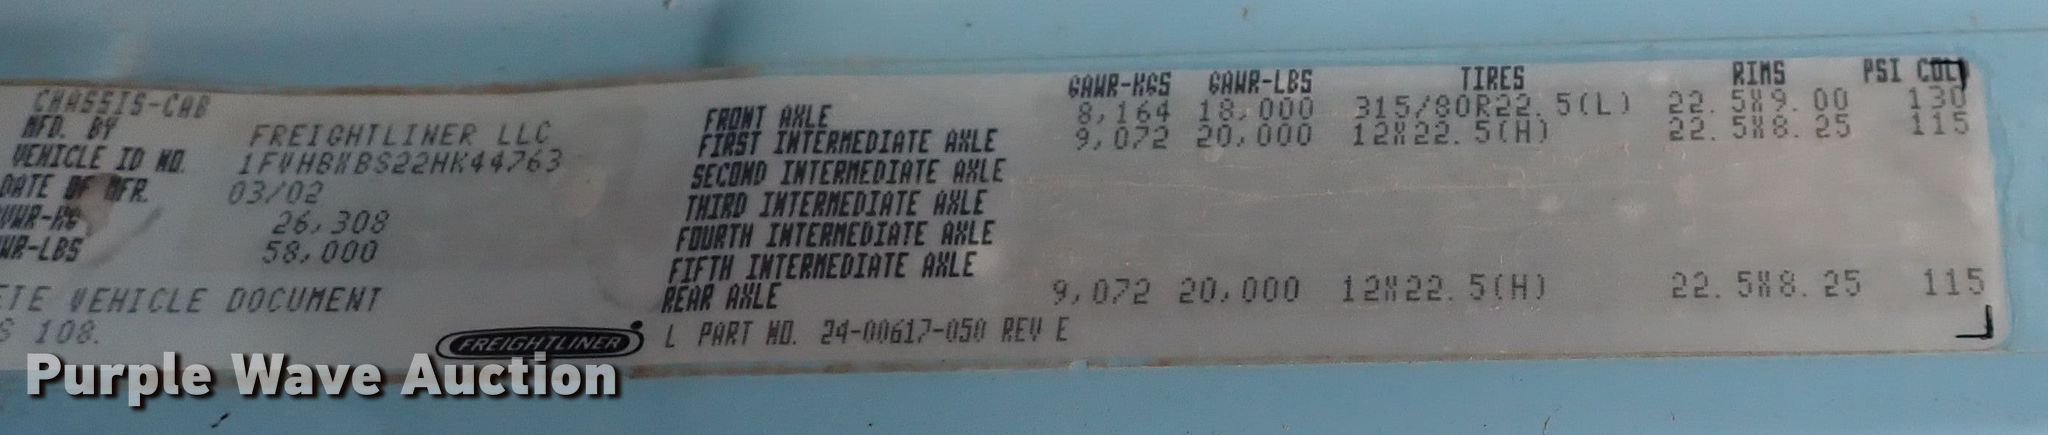 CHASSIS-CAB
MFD. BY FREIGHTLINER LLC
VEHICLE ID NO. 1FVHBXBS22HK44763
DATE OF MFR. 03/02
VWR-KG 26,308
WR-LBS 58,000
ETE VEHICLE DOCUMENT
S 108.
FREIGHTLINER
GAWR-KGS GAWR-LBS TIRES RIMS PSI COLD
FRONT AXLE 8,164 18,000 315/80R22.5(L) 22.5X9.00 130
FIRST INTERMEDIATE AXLE 9,072 20,000 12X22.5(H) 22.5X8.25 115
SECOND INTERMEDIATE AXLE
THIRD INTERMEDIATE AXLE
FOURTH INTERMEDIATE AXLE
FIFTH INTERMEDIATE AXLE
REAR AXLE 9,072 20,000 12X22.5(H) 22.5X8.25 115
L PART NO. 24-00617-050 REV E
Purple Wave Auction